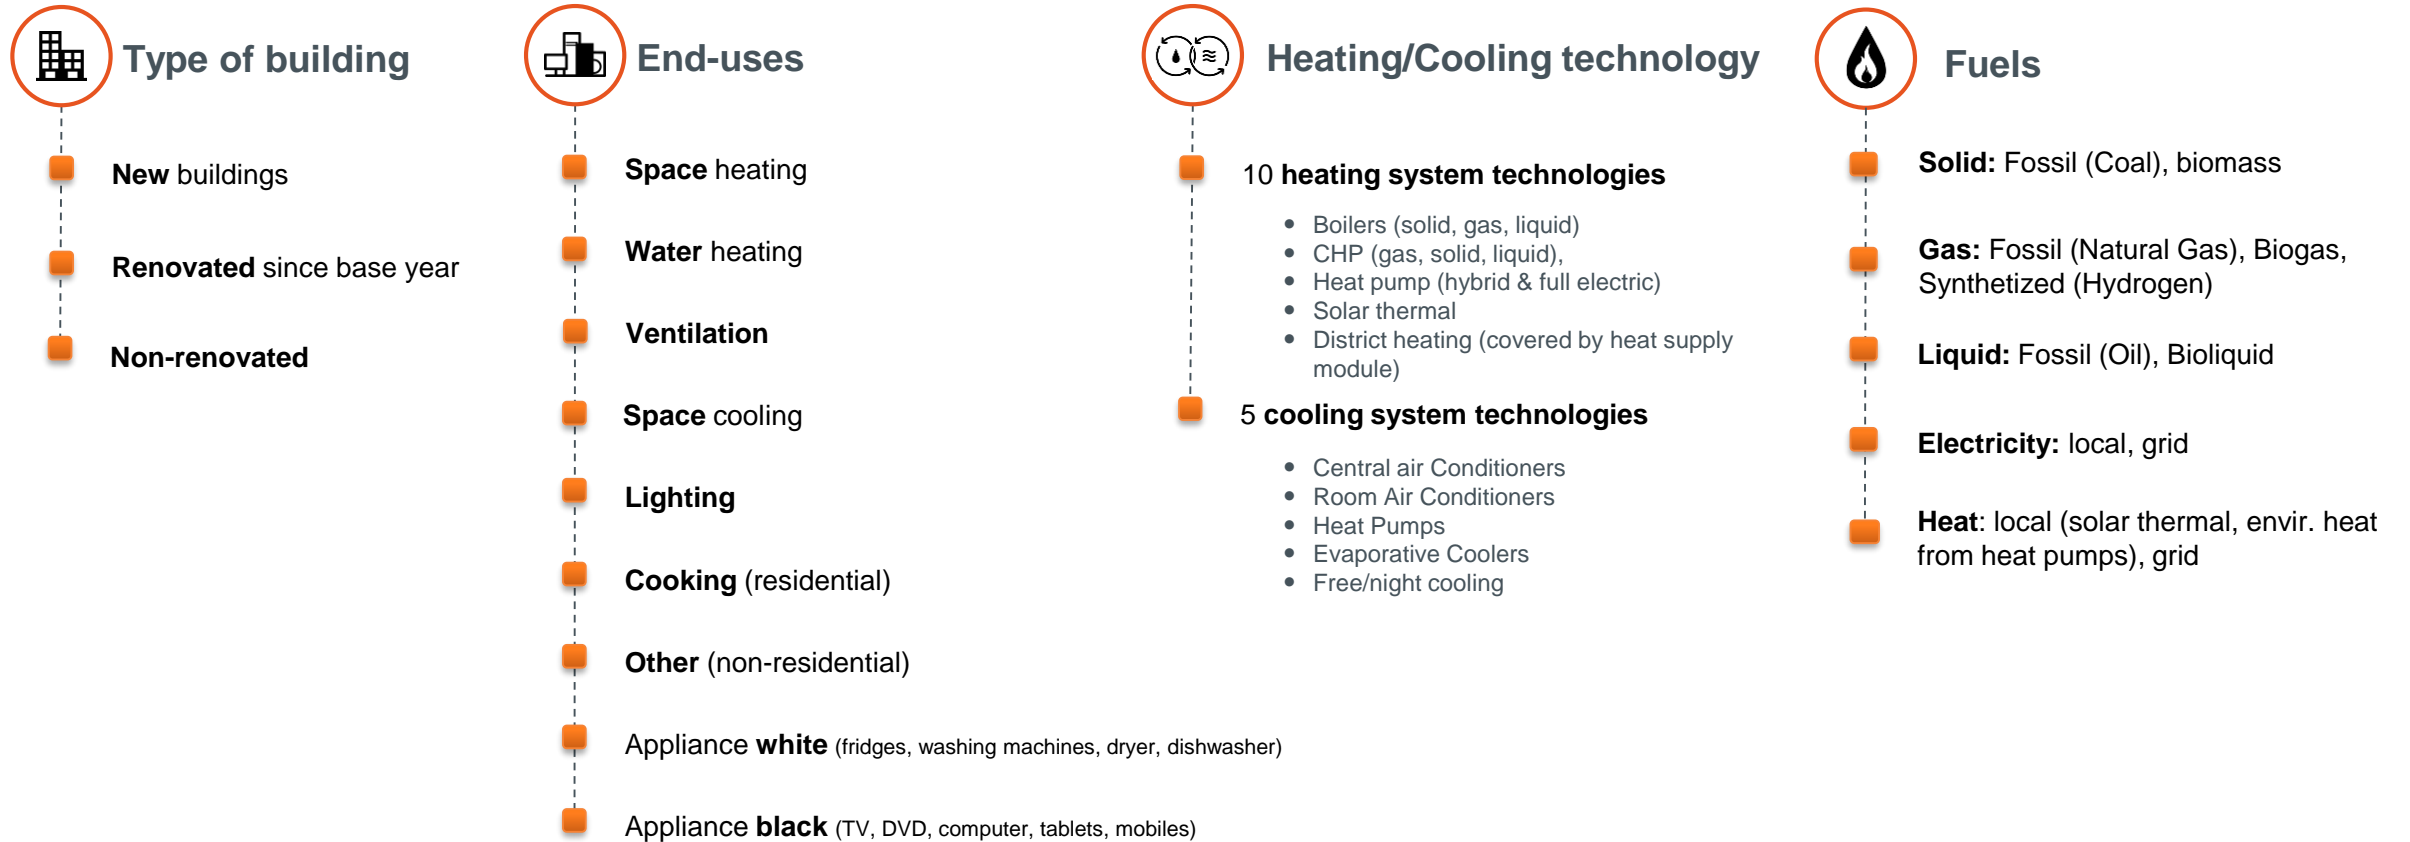 Type of building
New buildings
Renovated since base year
Non-renovated
End-uses
Space heating
Water heating
Ventilation
Space cooling
Lighting
Cooking (residential)
Other (non-residential)
Appliance white (fridges, washing machines, dryer, dishwasher)
Appliance black (TV, DVD, computer, tablets, mobiles)
Heating/Cooling technology
10 heating system technologies
• Boilers (solid, gas, liquid)
• CHP (gas, solid, liquid),
• Heat pump (hybrid & full electric)
• Solar thermal
• District heating (covered by heat supply
module)
5 cooling system technologies
• Central air Conditioners
• Room Air Conditioners
• Heat Pumps
• Evaporative Coolers
• Free/night cooling
Fuels
Solid: Fossil (Coal), biomass
Gas: Fossil (Natural Gas), Biogas,
Synthetized (Hydrogen)
Liquid: Fossil (Oil), Bioliquid
Electricity: local, grid
Heat: local (solar thermal, envir. heat
from heat pumps), grid